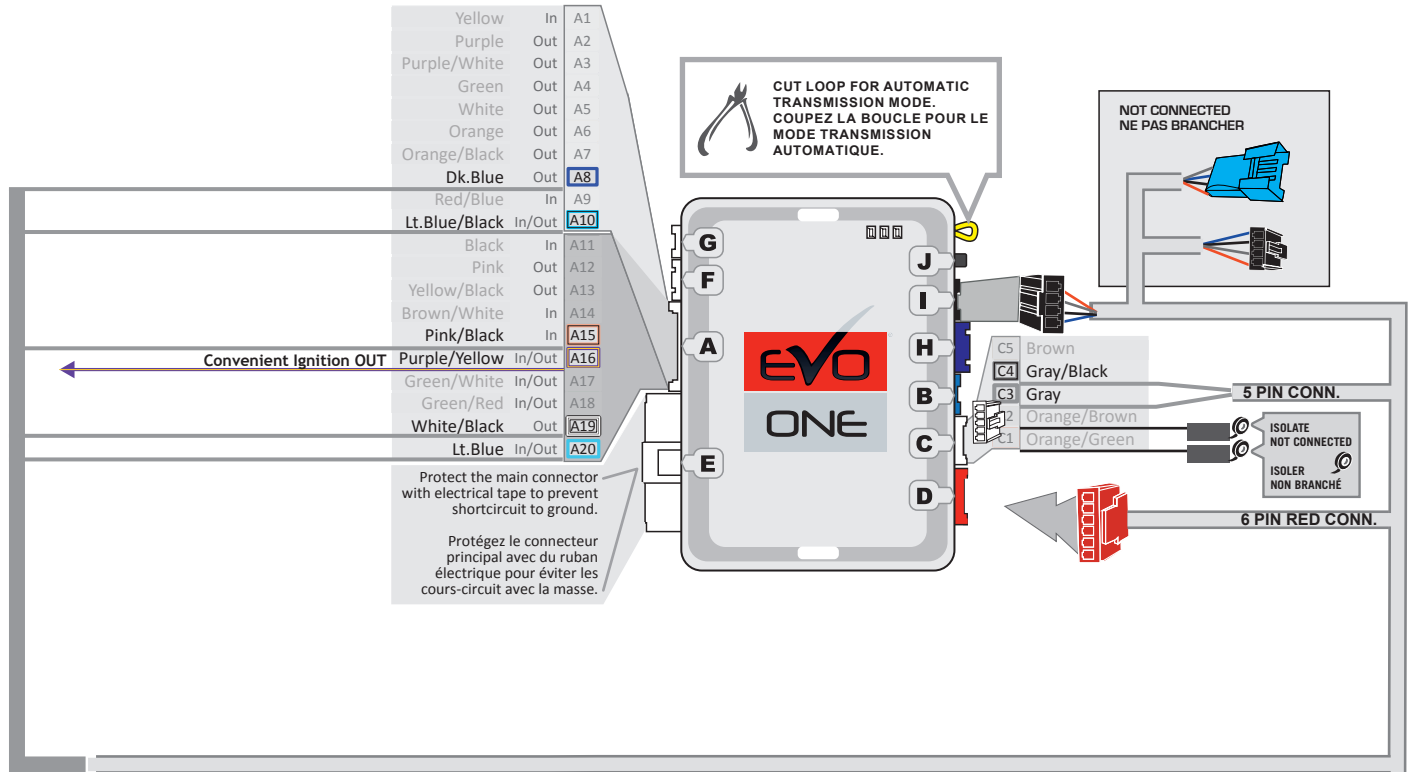 Yellow In A1
Purple Out A2
Purple/White Out A3
Green Out A4
White Out A5
Orange Out A6
Orange/Black Out A7
Dk.Blue Out A8
Red/Blue In A9
Lt.Blue/Black In/Out A10
Black In A11
Pink Out A12
Yellow/Black Out A13
Brown/White In A14
Pink/Black In A15
Convenient Ignition OUT Purple/Yellow In/Out A16
Green/White In/Out A17
Green/Red In/Out A18
White/Black Out A19
Lt.Blue In/Out A20
Protect the main connector
with electrical tape to prevent
shortcircuit to ground.
Protégez le connecteur
principal avec du ruban
électrique pour éviter les
cours-circuit avec la masse.
CUT LOOP FOR AUTOMATIC
TRANSMISSION MODE.
COUPEZ LA BOUCLE POUR LE
MODE TRANSMISSION
AUTOMATIQUE.
G
F
A
E
J
I
H
B
C
D
EVO
ONE
NOT CONNECTED
NE PAS BRANCHER
C5 Brown
C4 Gray/Black
C3 Gray
2 Orange/Brown
C1 Orange/Green
5 PIN CONN.
ISOLATE
NOT CONNECTED
ISOLER
NON BRANCHÉ
6 PIN RED CONN.